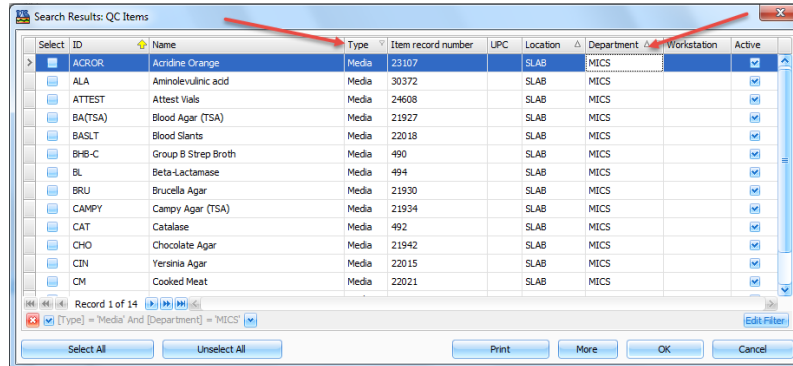 Search Results: QC Items
Select ID Name Type Item record number UPC Location Department Workstation Active
ACROR Acridine Orange Media 23107 SLAB MICS
ALA Aminolevulinic acid Media 30372 SLAB MICS
ATTEST Attest Vials Media 24608 SLAB MICS
BA(TSA) Blood Agar (TSA) Media 21927 SLAB MICS
BASLT Blood Slants Media 22018 SLAB MICS
BHB-C Group B Strep Broth Media 490 SLAB MICS
BL Beta-Lactamase Media 494 SLAB MICS
BRU Brucella Agar Media 21930 SLAB MICS
CAMPY Campy Agar (TSA) Media 21934 SLAB MICS
CAT Catalase Media 492 SLAB MICS
CHO Chocolate Agar Media 21942 SLAB MICS
CIN Yersinia Agar Media 22015 SLAB MICS
CM Cooked Meat Media 22021 SLAB MICS
Record 1 of 14
[Type] = 'Media' And [Department] = 'MICS' Edit Filter
Select All Unselect All Print More OK Cancel